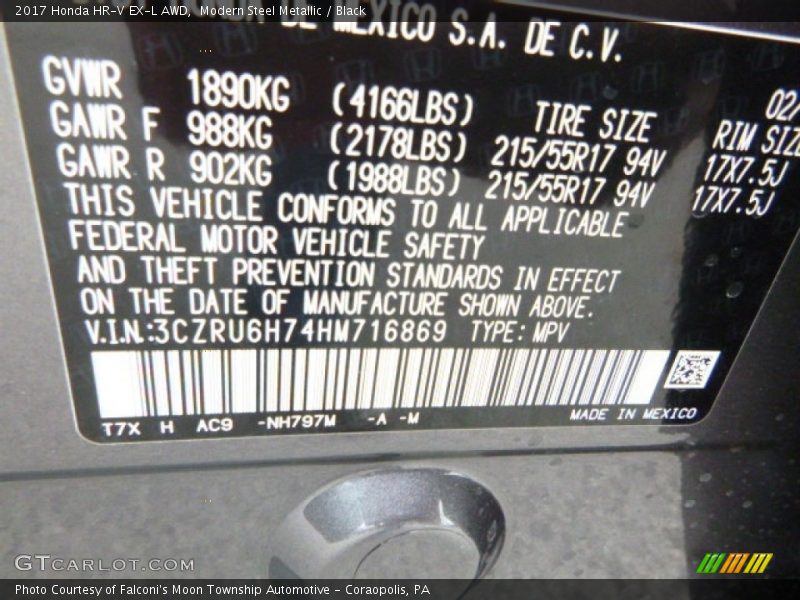 2017 Honda HR-V EX-L AWD, Modern Steel Metallic / Black
DE MEXICO S.A. DE C.V.
GVWR 1890KG (4166LBS) TIRE SIZE RIM SIZE 02/
GAWR F 988KG (2178LBS) 215/55R17 94V 17X7.5J
GAWR R 902KG (1988LBS) 215/55R17 94V 17X7.5J
THIS VEHICLE CONFORMS TO ALL APPLICABLE
FEDERAL MOTOR VEHICLE SAFETY
AND THEFT PREVENTION STANDARDS IN EFFECT
ON THE DATE OF MANUFACTURE SHOWN ABOVE.
V.I.N.:3CZRU6H74HM716869 TYPE: MPV
T7X H AC9 -NH797M -A -M MADE IN MEXICO
GTCARLOT.COM
Photo Courtesy of Falconi's Moon Township Automotive - Coraopolis, PA